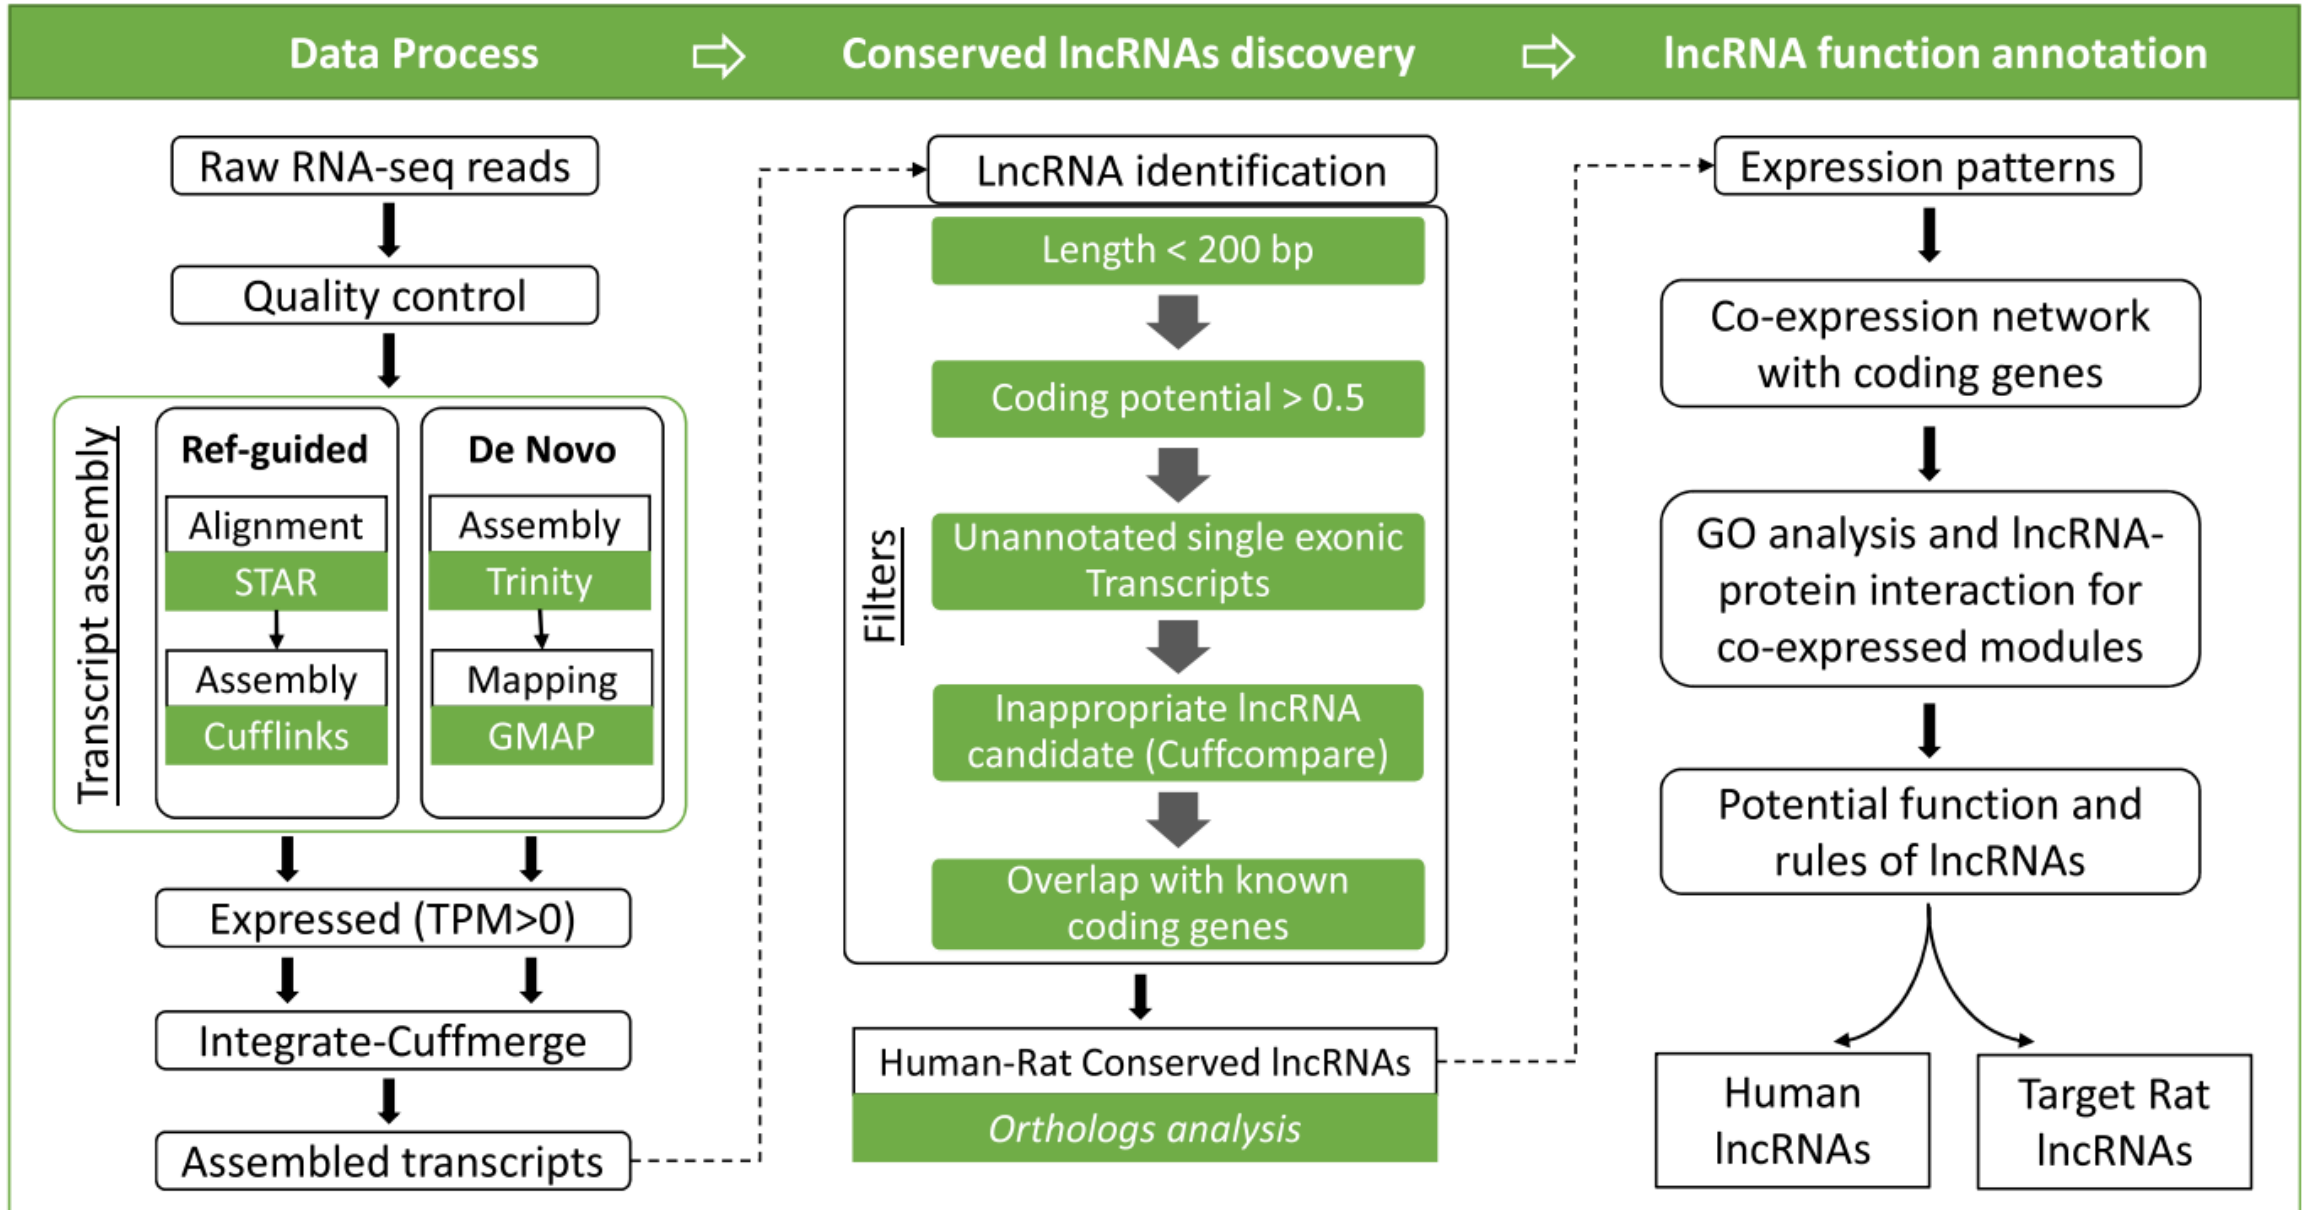 Data Process
Conserved lncRNAs discovery
lncRNA function annotation
Raw RNA-seq reads
Quality control
Transcript assembly
Ref-guided
Alignment
STAR
Assembly
Cufflinks
De Novo
Assembly
Trinity
Mapping
GMAP
Expressed (TPM>0)
Integrate-Cuffmerge
Assembled transcripts
LncRNA identification
Filters
Length < 200 bp
Coding potential > 0.5
Unannotated single exonic
Transcripts
Inappropriate lncRNA
candidate (Cuffcompare)
Overlap with known
coding genes
Human-Rat Conserved lncRNAs
Orthologs analysis
Expression patterns
Co-expression network
with coding genes
GO analysis and lncRNA-
protein interaction for
co-expressed modules
Potential function and
rules of lncRNAs
Human
lncRNAs
Target Rat
lncRNAs